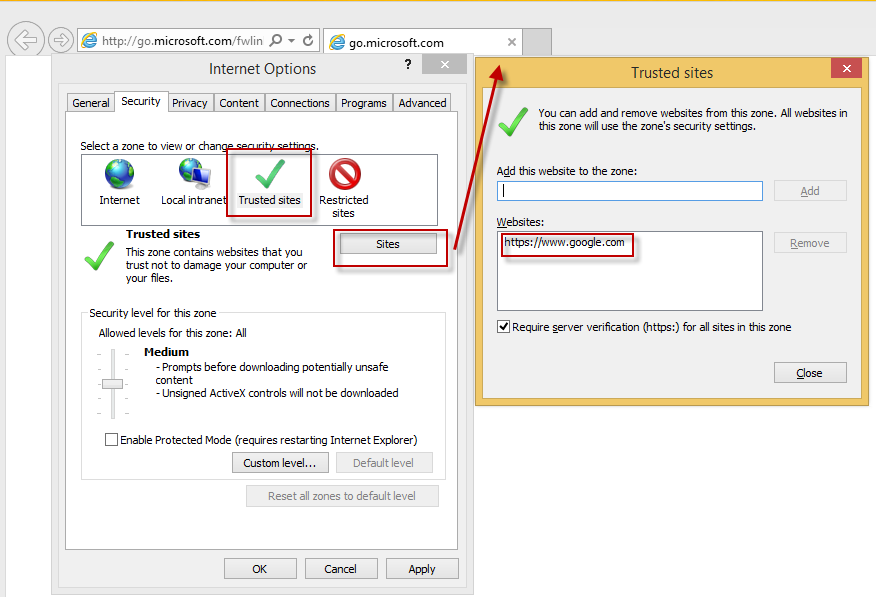 http://go.microsoft.com/fwlin
go.microsoft.com
Internet Options
?
General
Security
Privacy
Content
Connections
Programs
Advanced
Select a zone to view or change security settings.
Internet
Local intranet
Trusted sites
Restricted
sites
Trusted sites
This zone contains websites that you
trust not to damage your computer or
your files.
Sites
Security level for this zone
Allowed levels for this zone: All
Medium
- Prompts before downloading potentially unsafe
content
- Unsigned ActiveX controls will not be downloaded
Enable Protected Mode (requires restarting Internet Explorer)
Custom level...
Default level
Reset all zones to default level
OK
Cancel
Apply
Trusted sites
You can add and remove websites from this zone. All websites in
this zone will use the zone's security settings.
Add this website to the zone:
Add
Websites:
https://www.google.com
Remove
Require server verification (https:) for all sites in this zone
Close